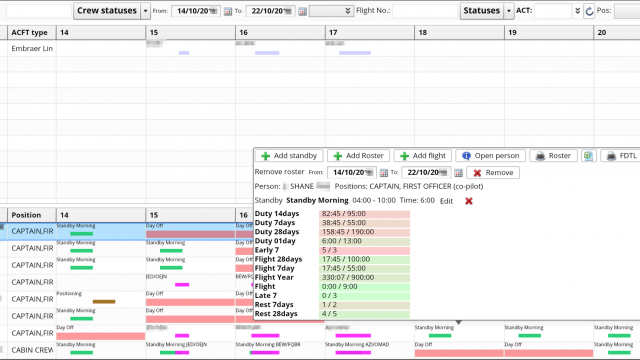 Crew statuses From: 14/10/20 To: 22/10/20 Flight No.: Statuses ACT: Pos:
ACFT type 14 15 16 17 18 19 20
Embraer Lin
Add standby Add Roster Add flight Open person Roster FDTL
Remove roster From: 14/10/20 To: 22/10/20 Remove
Person: SHANE Positions: CAPTAIN, FIRST OFFICER (co-pilot)
Standby Standby Morning 04:00 - 10:00 Time: 6:00 Edit
Duty 14days 82:45 / 95:00
Duty 7days 38:45 / 55:00
Duty 28days 158:45 / 190:00
Duty 01day 6:00 / 13:00
Early 7 5 / 3
Flight 28days 17:45 / 100:00
Flight 7day 17:45 / 55:00
Flight Year 330:07 / 900:00
Flight 0:00 / 9:00
Late 7 0 / 3
Rest 7days 1 / 2
Rest 28days 4 / 5
Position 14 15 16
Standby Morning Day Off
CAPTAIN,FIR
Standby Morning Standby Morning Day Off
CAPTAIN,FIR
Standby Morning Standby Morning Day Off
CAPTAIN,FIR
JED/OEJN BEW/F
CAPTAIN,FIR
Positioning Day Off Day Off
CAPTAIN,FIR
Standby Morning Day Off Day Off
CAPTAIN,FIR
Day Off Standby Morning Standby Morning Standby Morning
CAPTAIN,FIR
Standby Morning Standby Morning JED/OEJN Standby Morning BEW/FQBR Standby Morning AZI/OMAD Day Off Day Off Day Off
CABIN CREW